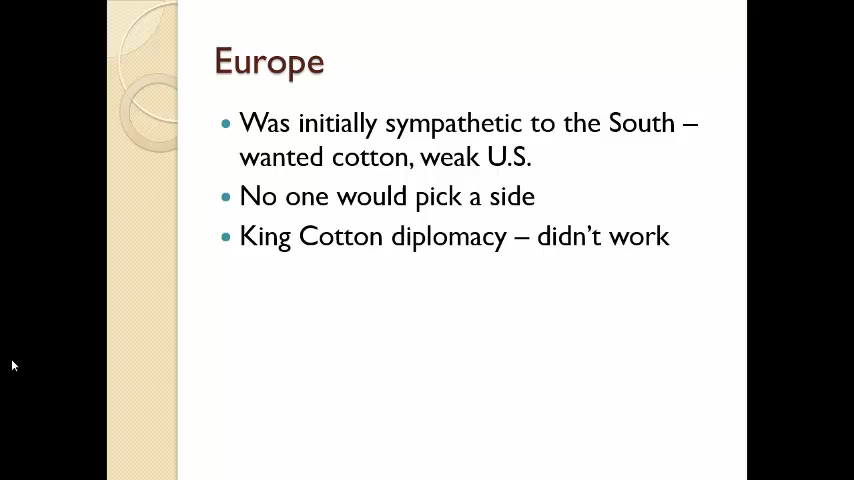 Europe
• Was initially sympathetic to the South –
wanted cotton, weak U.S.
• No one would pick a side
• King Cotton diplomacy – didn’t work